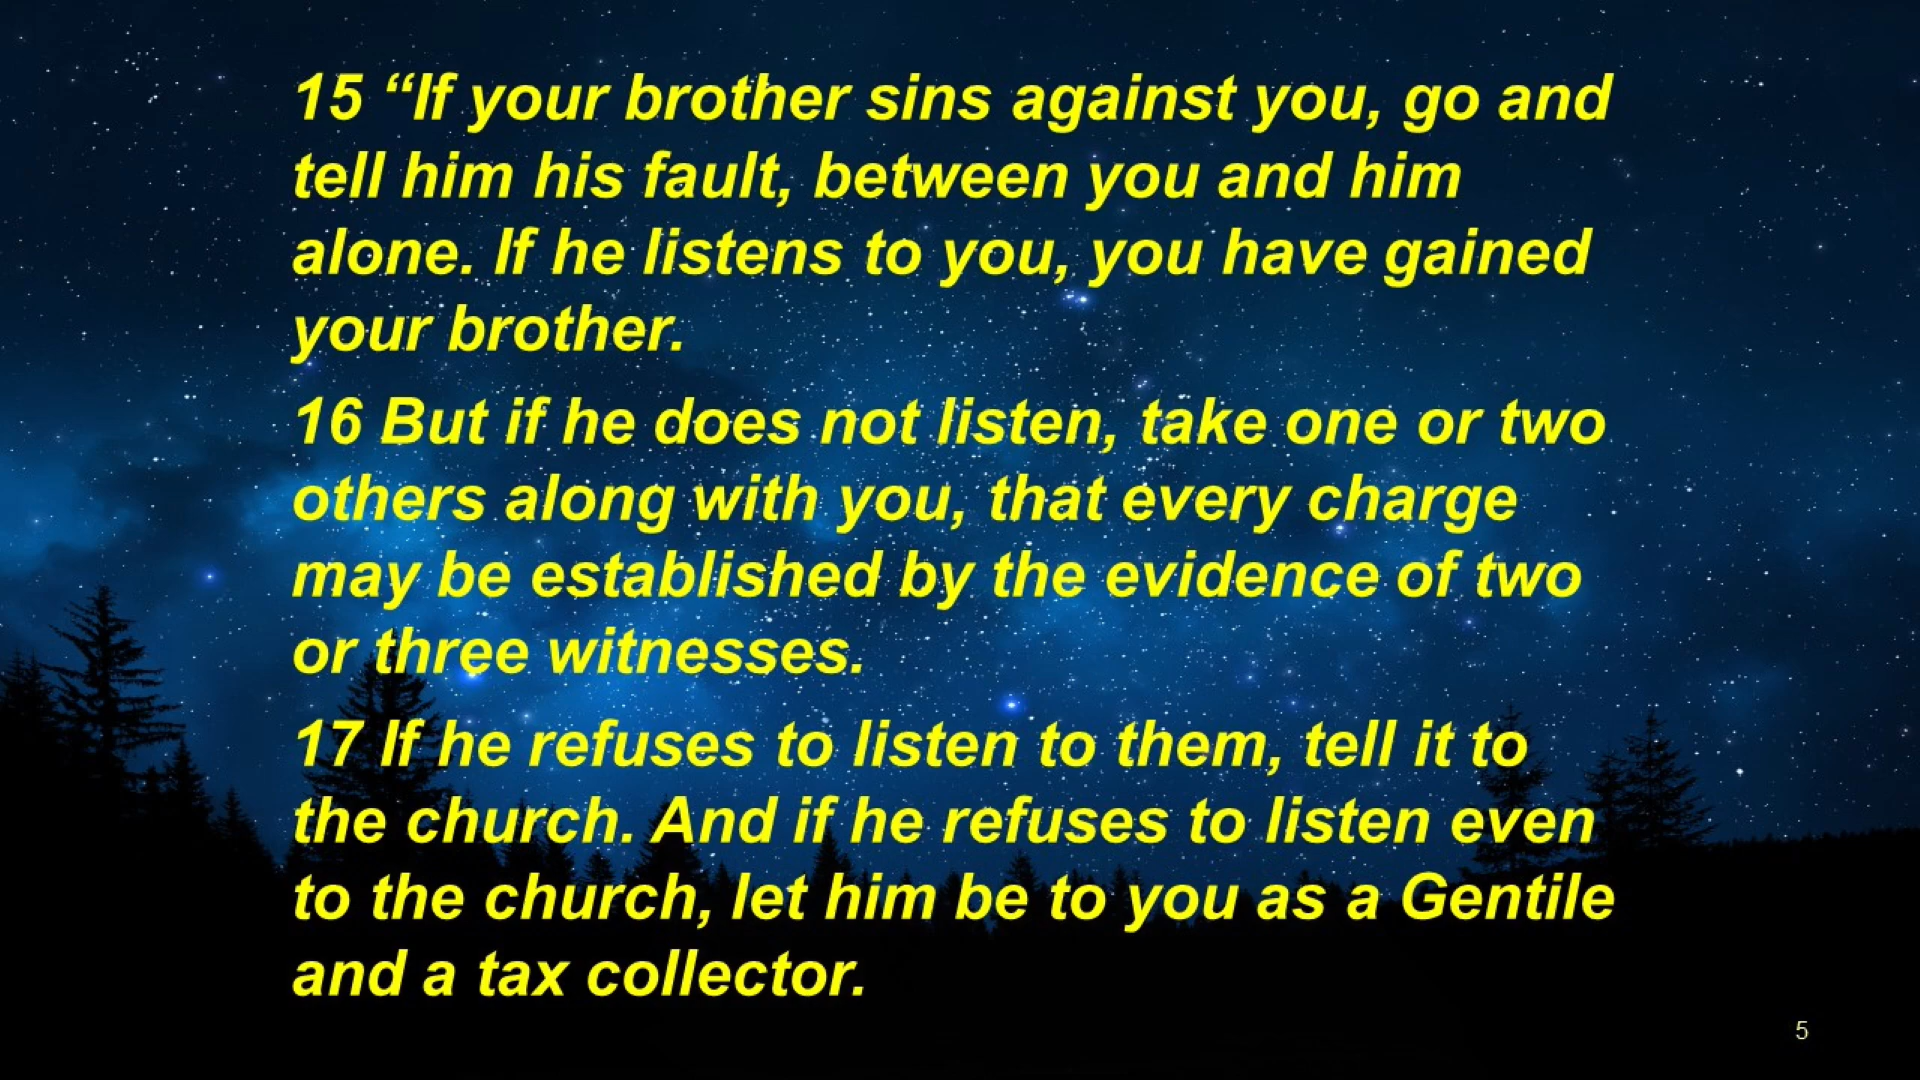 15 “If your brother sins against you, go and
tell him his fault, between you and him
alone. If he listens to you, you have gained
your brother.
16 But if he does not listen, take one or two
others along with you, that every charge
may be established by the evidence of two
or three witnesses.
17 If he refuses to listen to them, tell it to
the church. And if he refuses to listen even
to the church, let him be to you as a Gentile
and a tax collector.
5